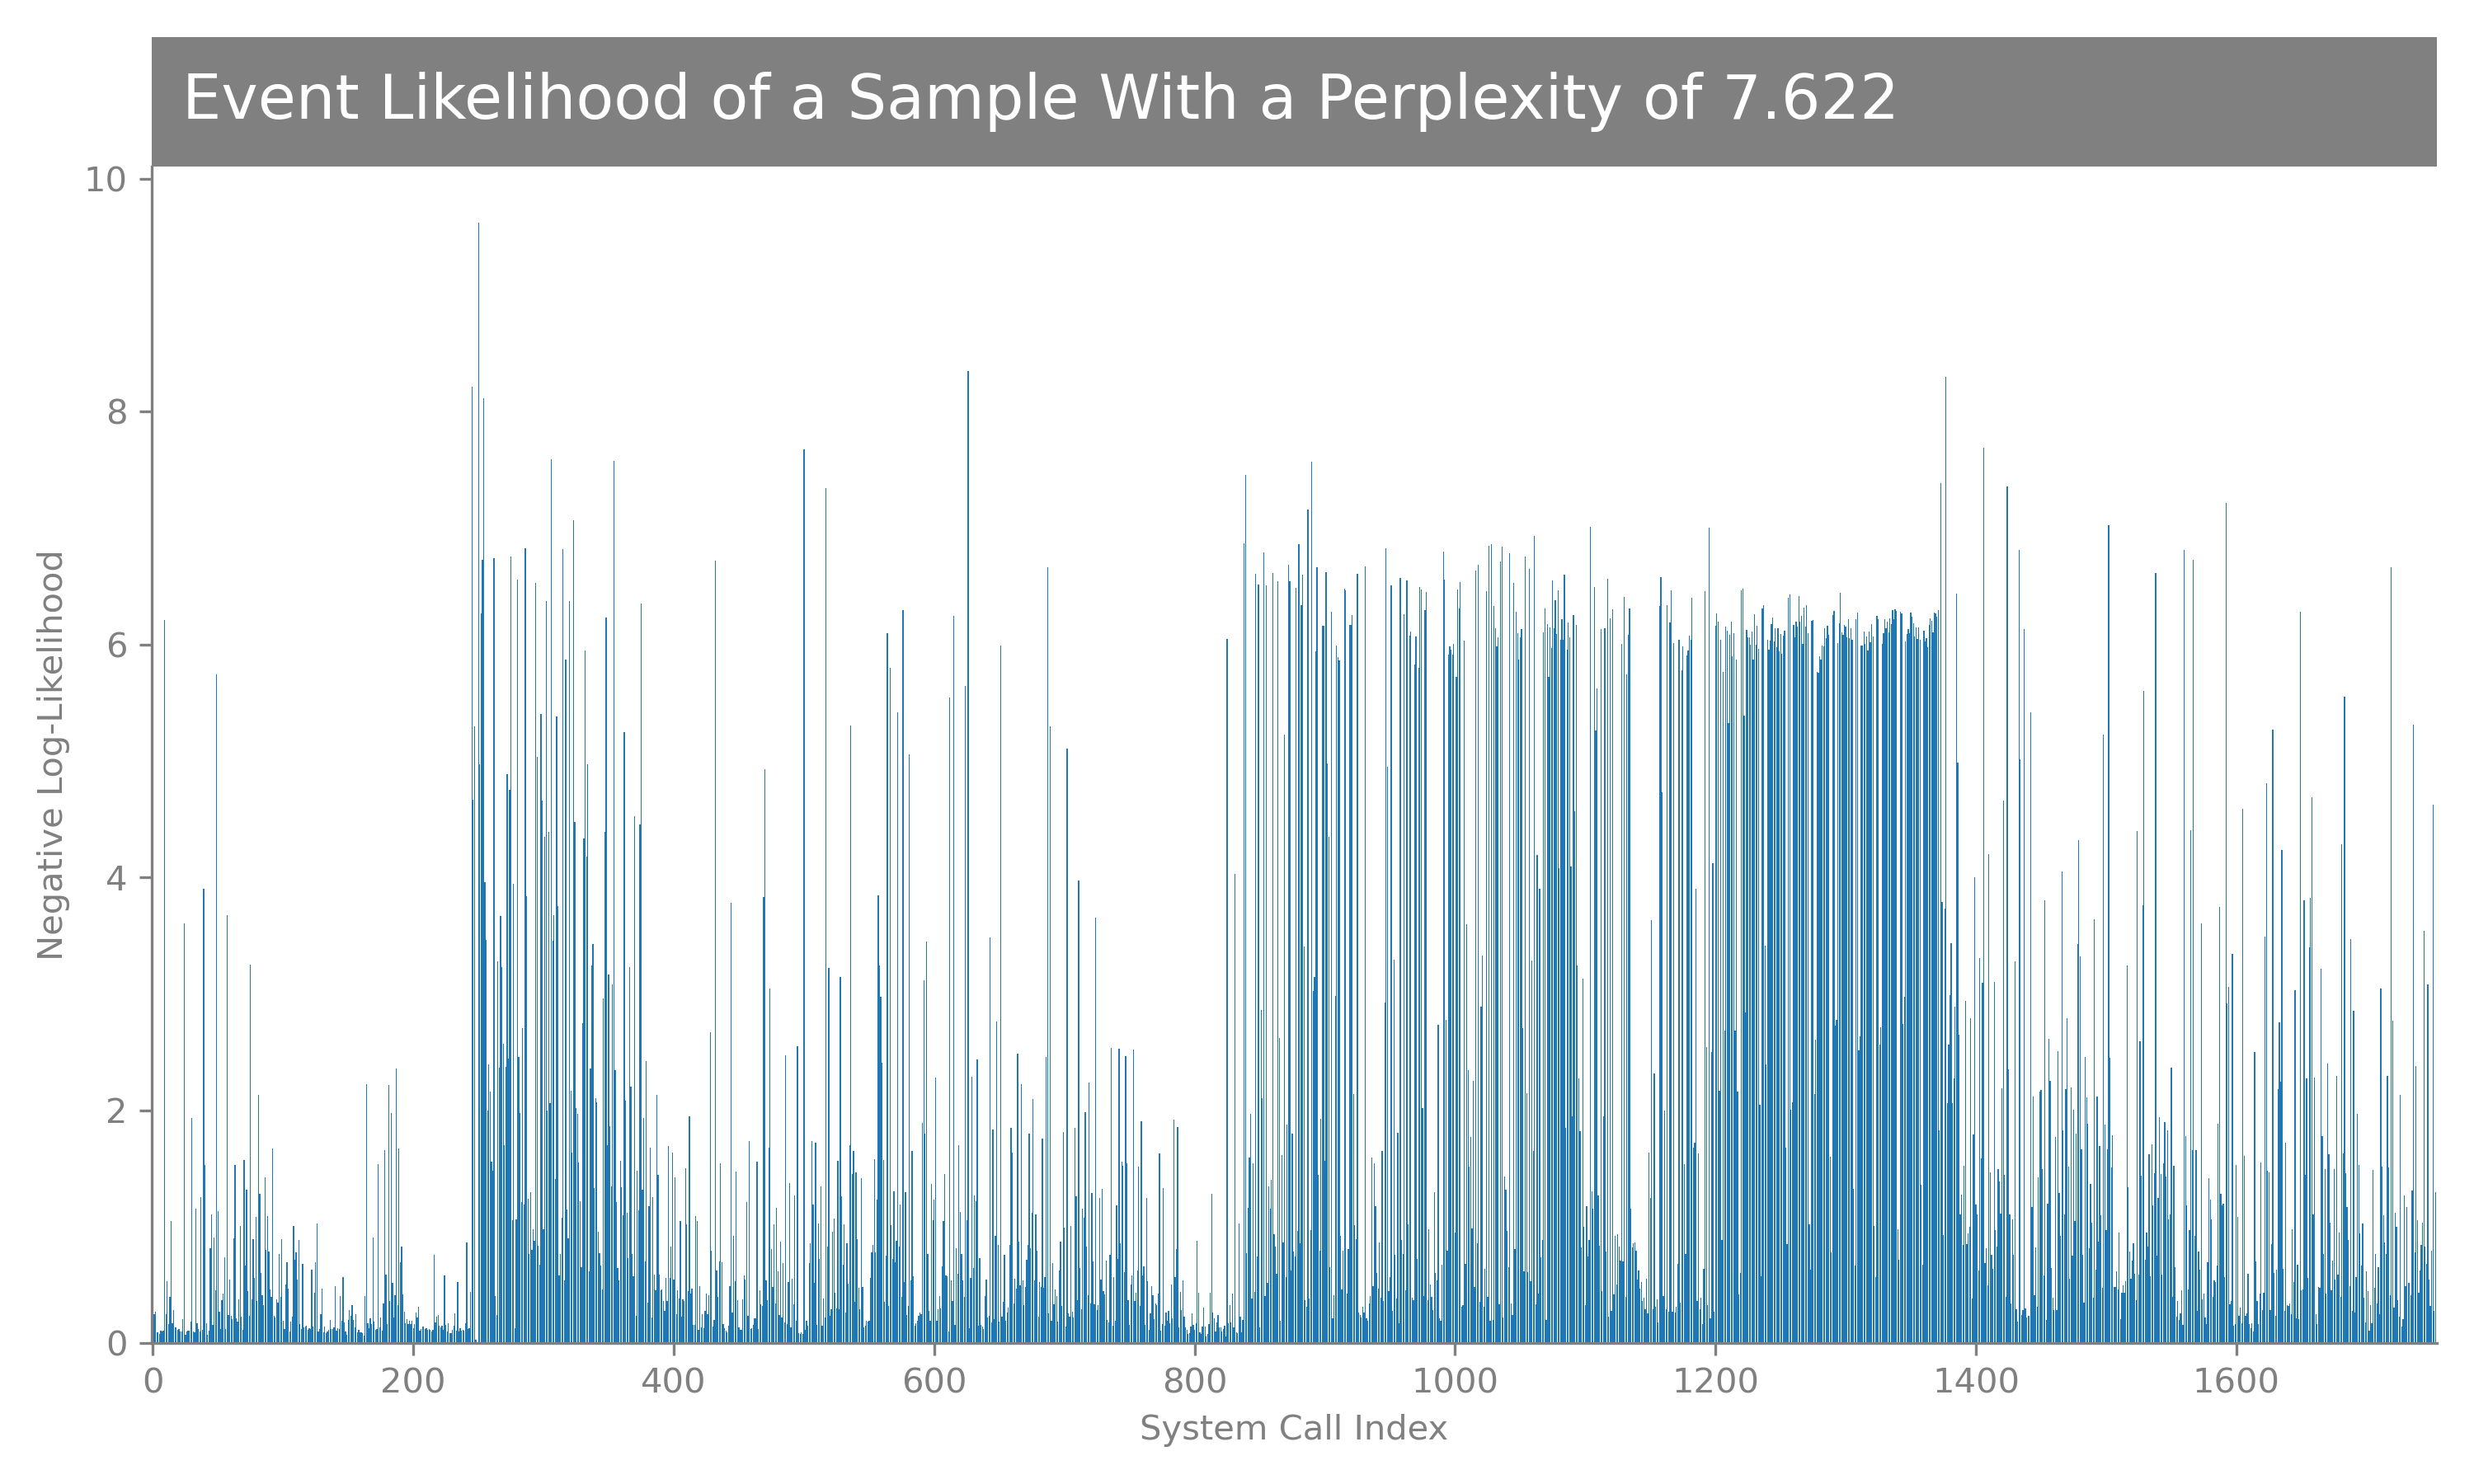 Event Likelihood of a Sample With a Perplexity of 7.622
10
8
6
4
2
0
Negative Log-Likelihood
0 200 400 600 800 1000 1200 1400 1600
System Call Index